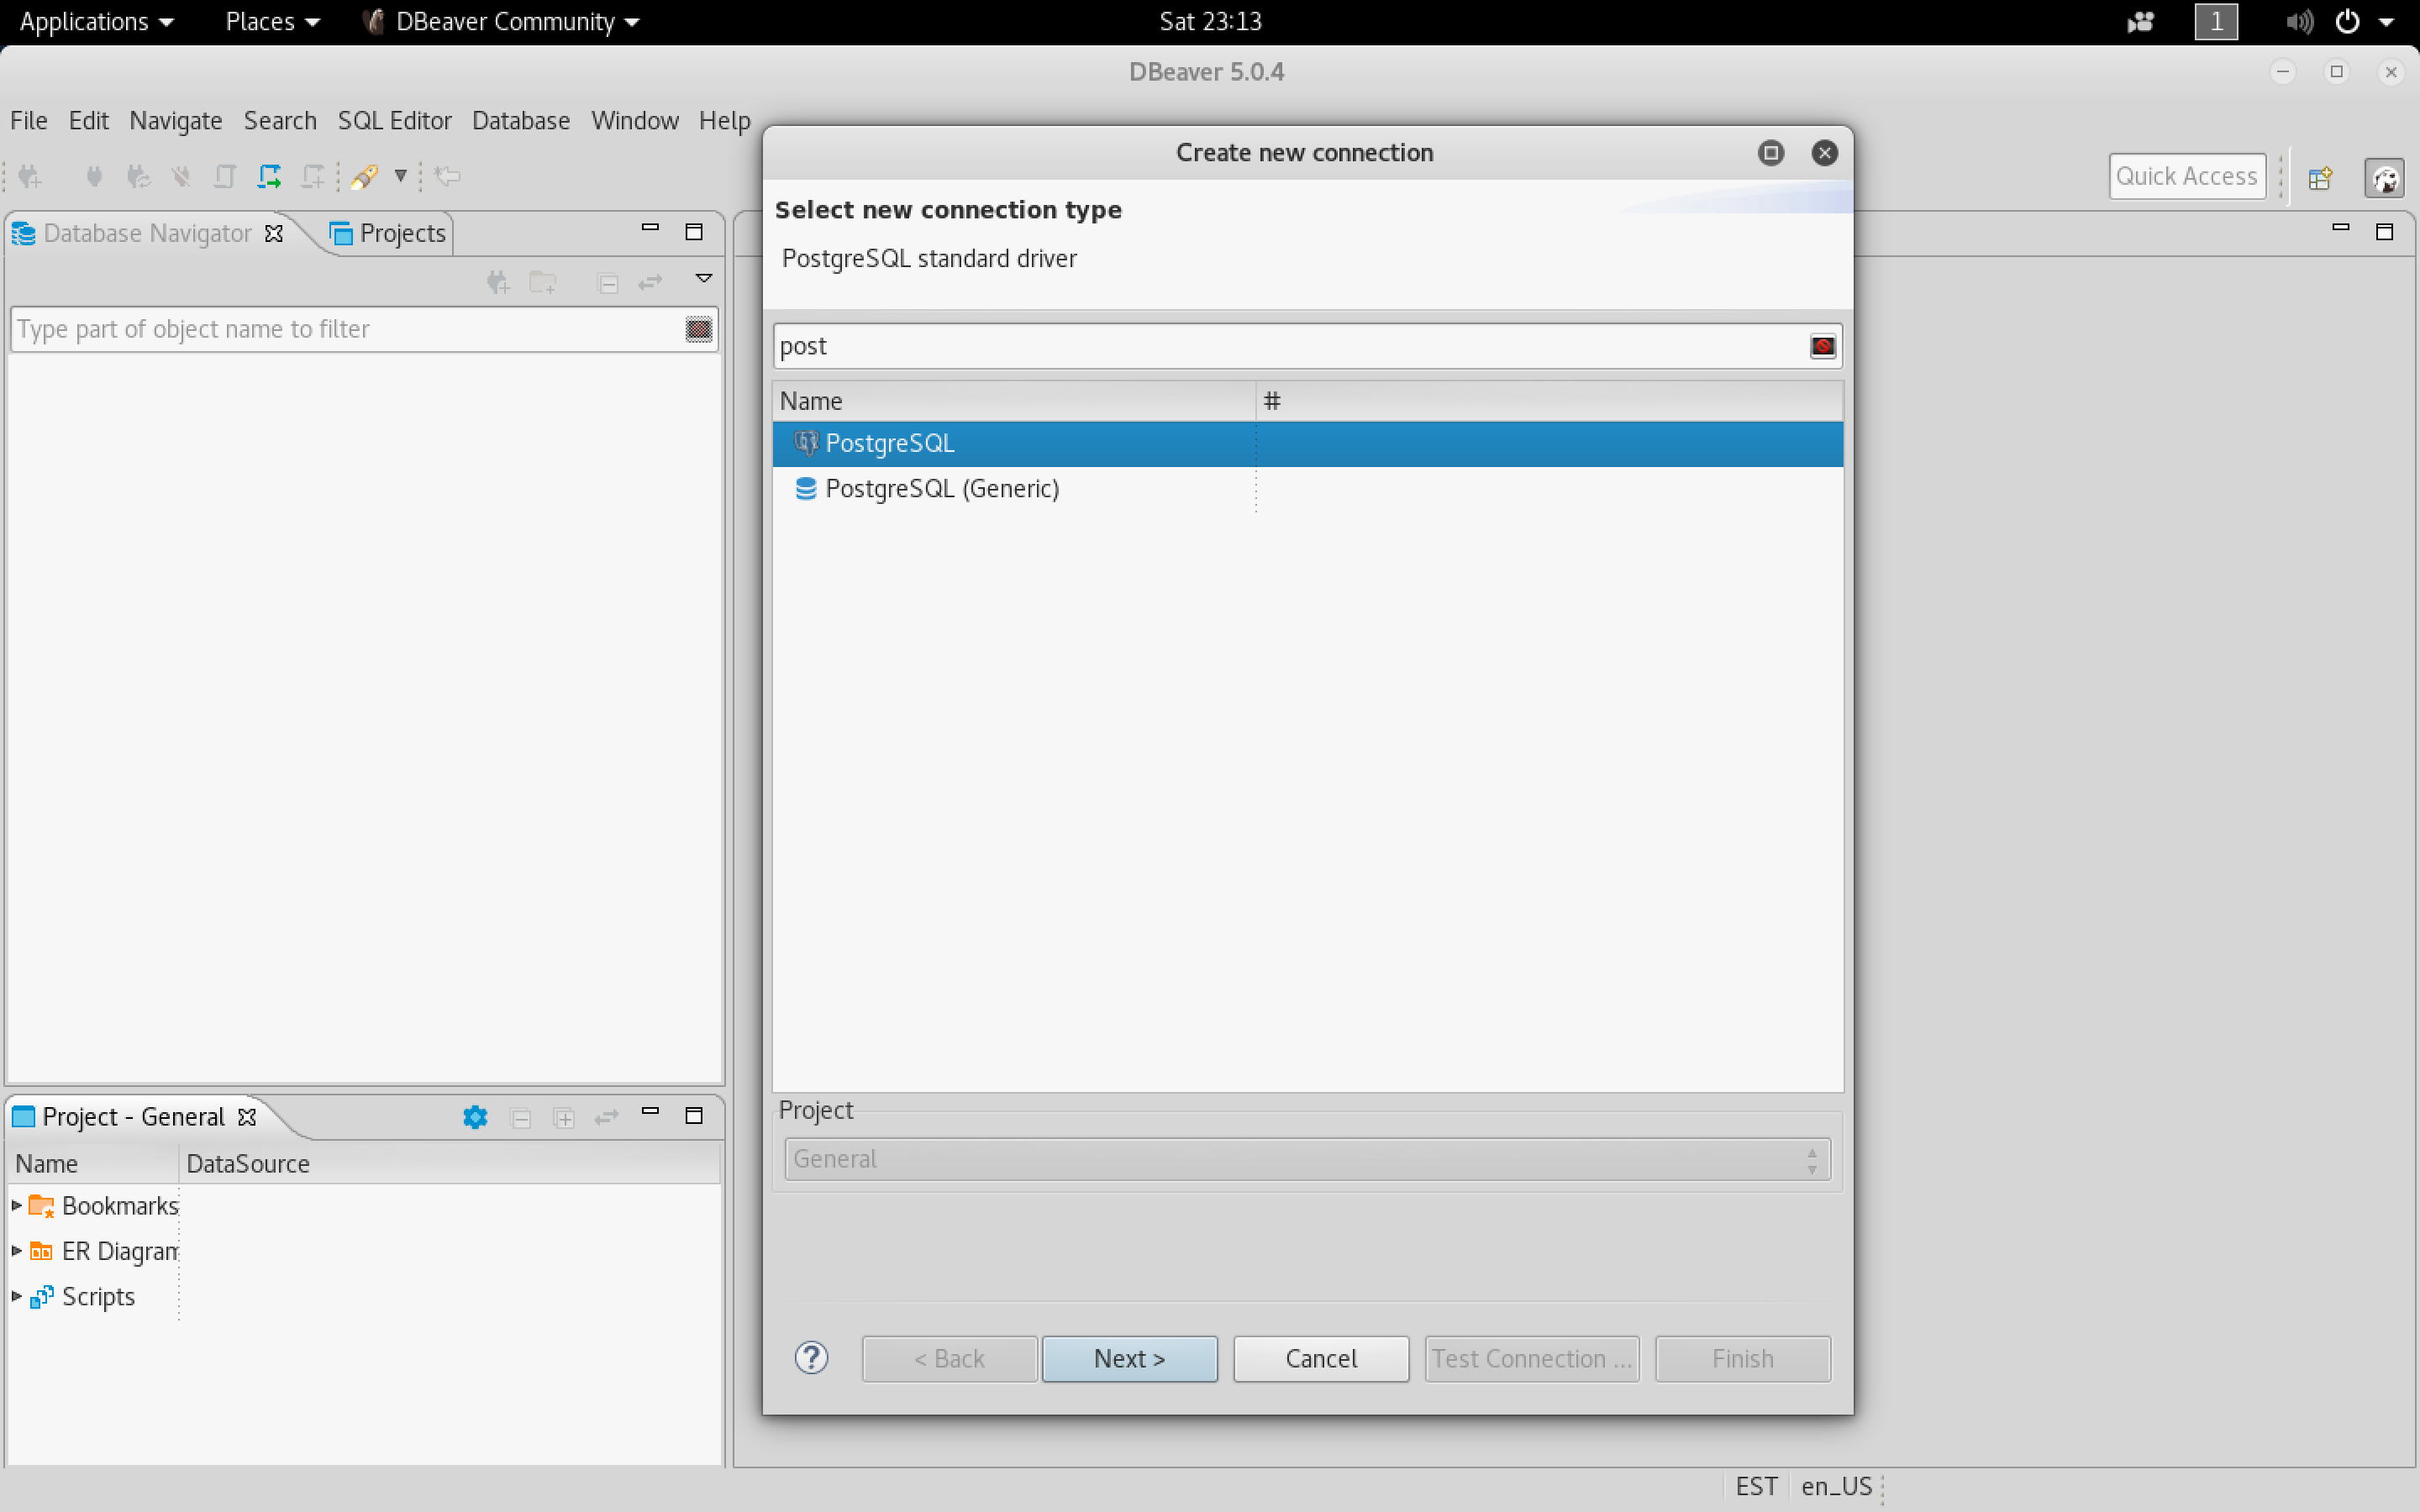 Applications Places DBeaver Community Sat 23:13 1
DBeaver 5.0.4
File Edit Navigate Search SQL Editor Database Window Help
Quick Access
Database Navigator Projects
Type part of object name to filter
Create new connection
Select new connection type
PostgreSQL standard driver
post
Name #
PostgreSQL
PostgreSQL (Generic)
Project
General
< Back Next > Cancel Test Connection ... Finish
Project - General
Name DataSource
Bookmarks
ER Diagram
Scripts
EST en_US